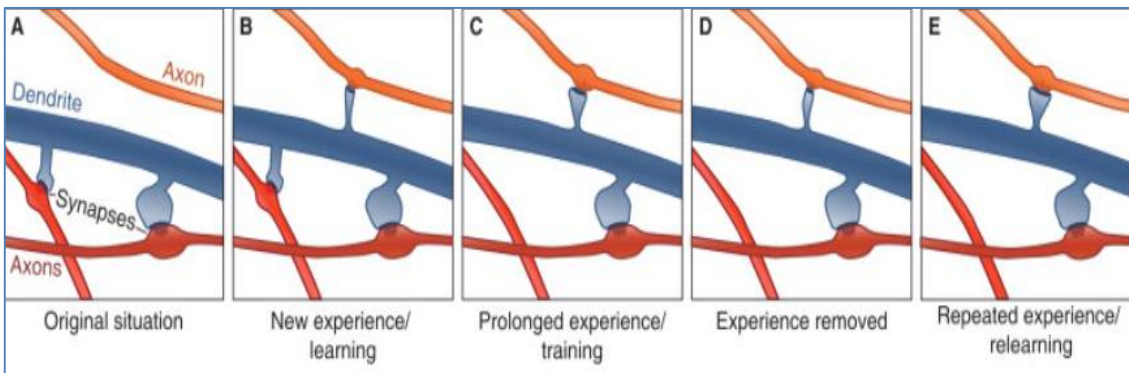 A
Axon
Dendrite
Synapses
Axons
Original situation
B
New experience/
learning
C
Prolonged experience/
training
D
Experience removed
E
Repeated experience/
relearning